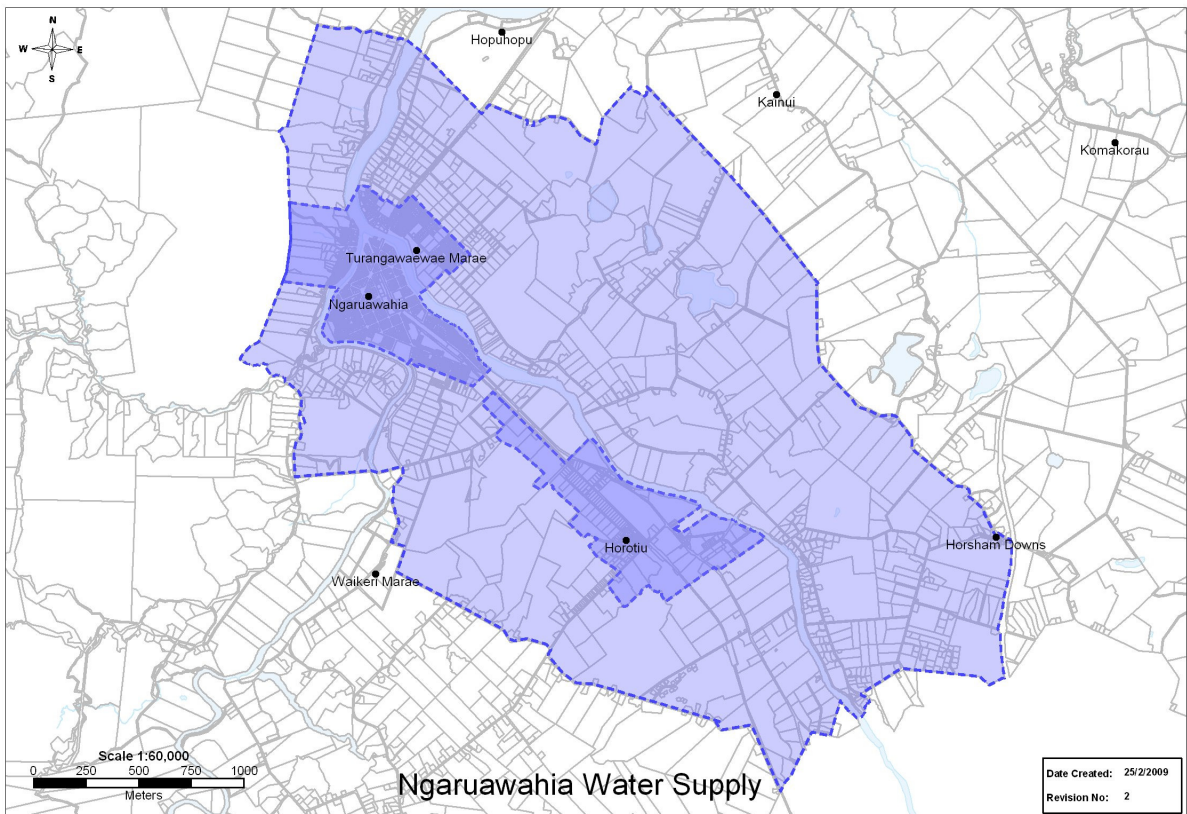 N
W E
S
Hopuhopu
Kainui
Komakorau
Turangawaewae Marae
Ngaruawahia
Horotiu
Horsham Downs
Waikeri Marae
Scale 1:60,000
0 250 500 750 1000
Meters
Ngaruawahia Water Supply
Date Created: 25/2/2009
Revision No: 2